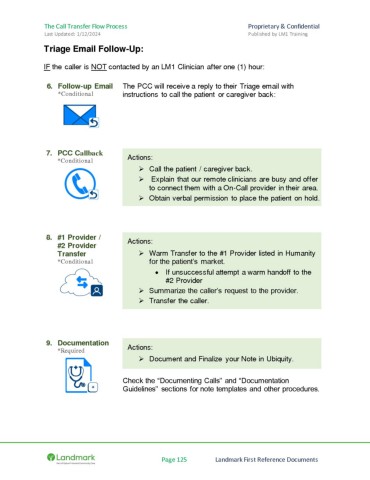 The Call Transfer Flow Process Proprietary & Confidential
Last Updated: 1/12/2024 Published by LM1 Training
Triage Email Follow-Up:
IF the caller is NOT contacted by an LM1 Clinician after one (1) hour:
6. Follow-up Email
*Conditional
The PCC will receive a reply to their Triage email with
instructions to call the patient or caregiver back:
7. PCC Callback
*Conditional
Actions:
➢ Call the patient / caregiver back.
➢ Explain that our remote clinicians are busy and offer
to connect them with a On-Call provider in their area.
➢ Obtain verbal permission to place the patient on hold.
8. #1 Provider /
#2 Provider
Transfer
*Conditional
Actions:
➢ Warm Transfer to the #1 Provider listed in Humanity
for the patient's market.
• If unsuccessful attempt a warm handoff to the
#2 Provider
➢ Summarize the caller's request to the provider.
➢ Transfer the caller.
9. Documentation
*Required
Actions:
➢ Document and Finalize your Note in Ubiquity.
Check the "Documenting Calls" and "Documentation
Guidelines" sections for note templates and other procedures.
Landmark
Page 125 Landmark First Reference Documents